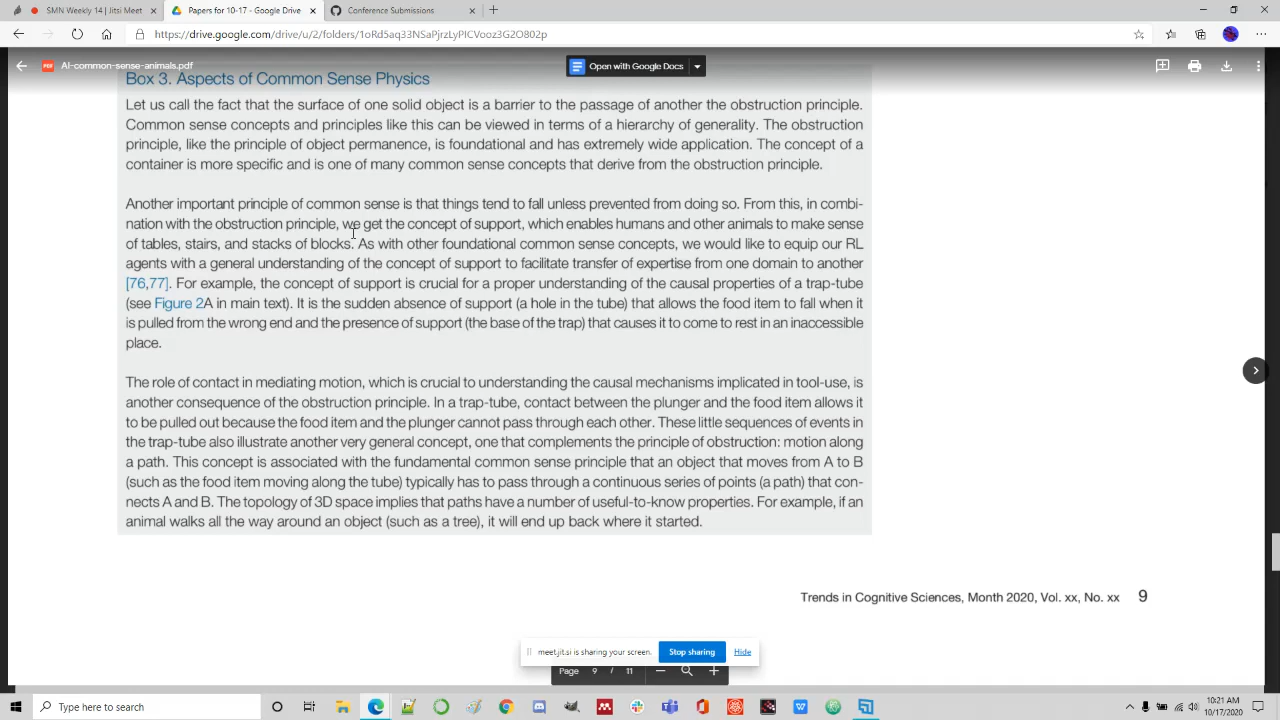 SMN Weekly 14 | Jitsi Meet
Papers for 10-17 - Google Drive
Conference Submissions
https://drive.google.com/drive/u/2/folders/1oRd5aq33NSaPjrzLyPICVooz3G2O802p
PDF AI-common-sense-animals.pdf
Open with Google Docs
Box 3. Aspects of Common Sense Physics
Let us call the fact that the surface of one solid object is a barrier to the passage of another the obstruction principle.
Common sense concepts and principles like this can be viewed in terms of a hierarchy of generality. The obstruction
principle, like the principle of object permanence, is foundational and has extremely wide application. The concept of a
container is more specific and is one of many common sense concepts that derive from the obstruction principle.
Another important principle of common sense is that things tend to fall unless prevented from doing so. From this, in combi-
nation with the obstruction principle, we get the concept of support, which enables humans and other animals to make sense
of tables, stairs, and stacks of blocks. As with other foundational common sense concepts, we would like to equip our RL
agents with a general understanding of the concept of support to facilitate transfer of expertise from one domain to another
[76,77]. For example, the concept of support is crucial for a proper understanding of the causal properties of a trap-tube
(see Figure 2A in main text). It is the sudden absence of support (a hole in the tube) that allows the food item to fall when it
is pulled from the wrong end and the presence of support (the base of the trap) that causes it to come to rest in an inaccessible
place.
The role of contact in mediating motion, which is crucial to understanding the causal mechanisms implicated in tool-use, is
another consequence of the obstruction principle. In a trap-tube, contact between the plunger and the food item allows it
to be pulled out because the food item and the plunger cannot pass through each other. These little sequences of events in
the trap-tube also illustrate another very general concept, one that complements the principle of obstruction: motion along
a path. This concept is associated with the fundamental common sense principle that an object that moves from A to B
(such as the food item moving along the tube) typically has to pass through a continuous series of points (a path) that con-
nects A and B. The topology of 3D space implies that paths have a number of useful-to-know properties. For example, if an
animal walks all the way around an object (such as a tree), it will end up back where it started.
Trends in Cognitive Sciences, Month 2020, Vol. xx, No. xx 9
meet.jit.si is sharing your screen. Stop sharing Hide
Page 9 / 11
Type here to search
10:21 AM
10/17/2020